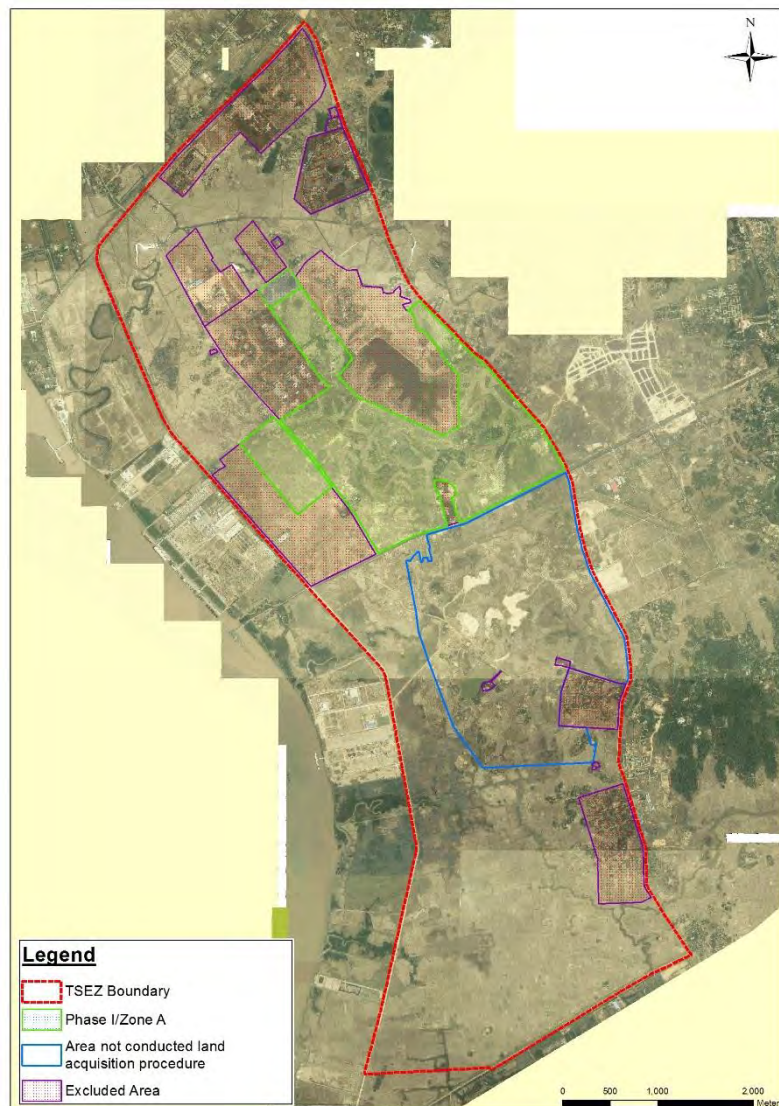 N
Legend
TSEZ Boundary
Phase I/Zone A
Area not conducted land
acquisition procedure
Excluded Area
0 500 1,000 2,000
Meter